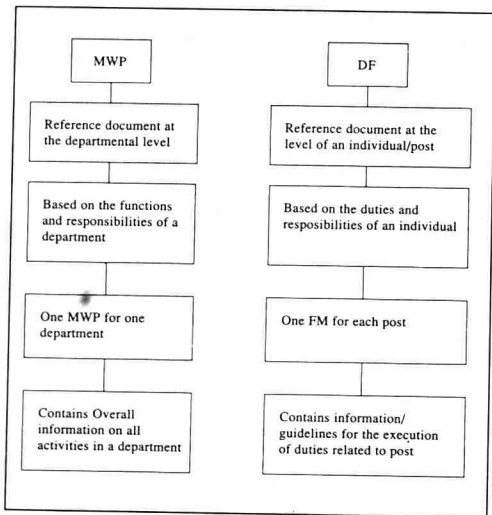 MWP
Reference document at
the departmental level
Based on the functions
and responsibilities of a
department
One MWP for one
department
Contains Overall
information on all
activities in a department
DF
Reference document at the
level of an individual/post
Based on the duties and
resposibilities of an individual
One FM for each post
Contains information/
guidelines for the execution
of duties related to post